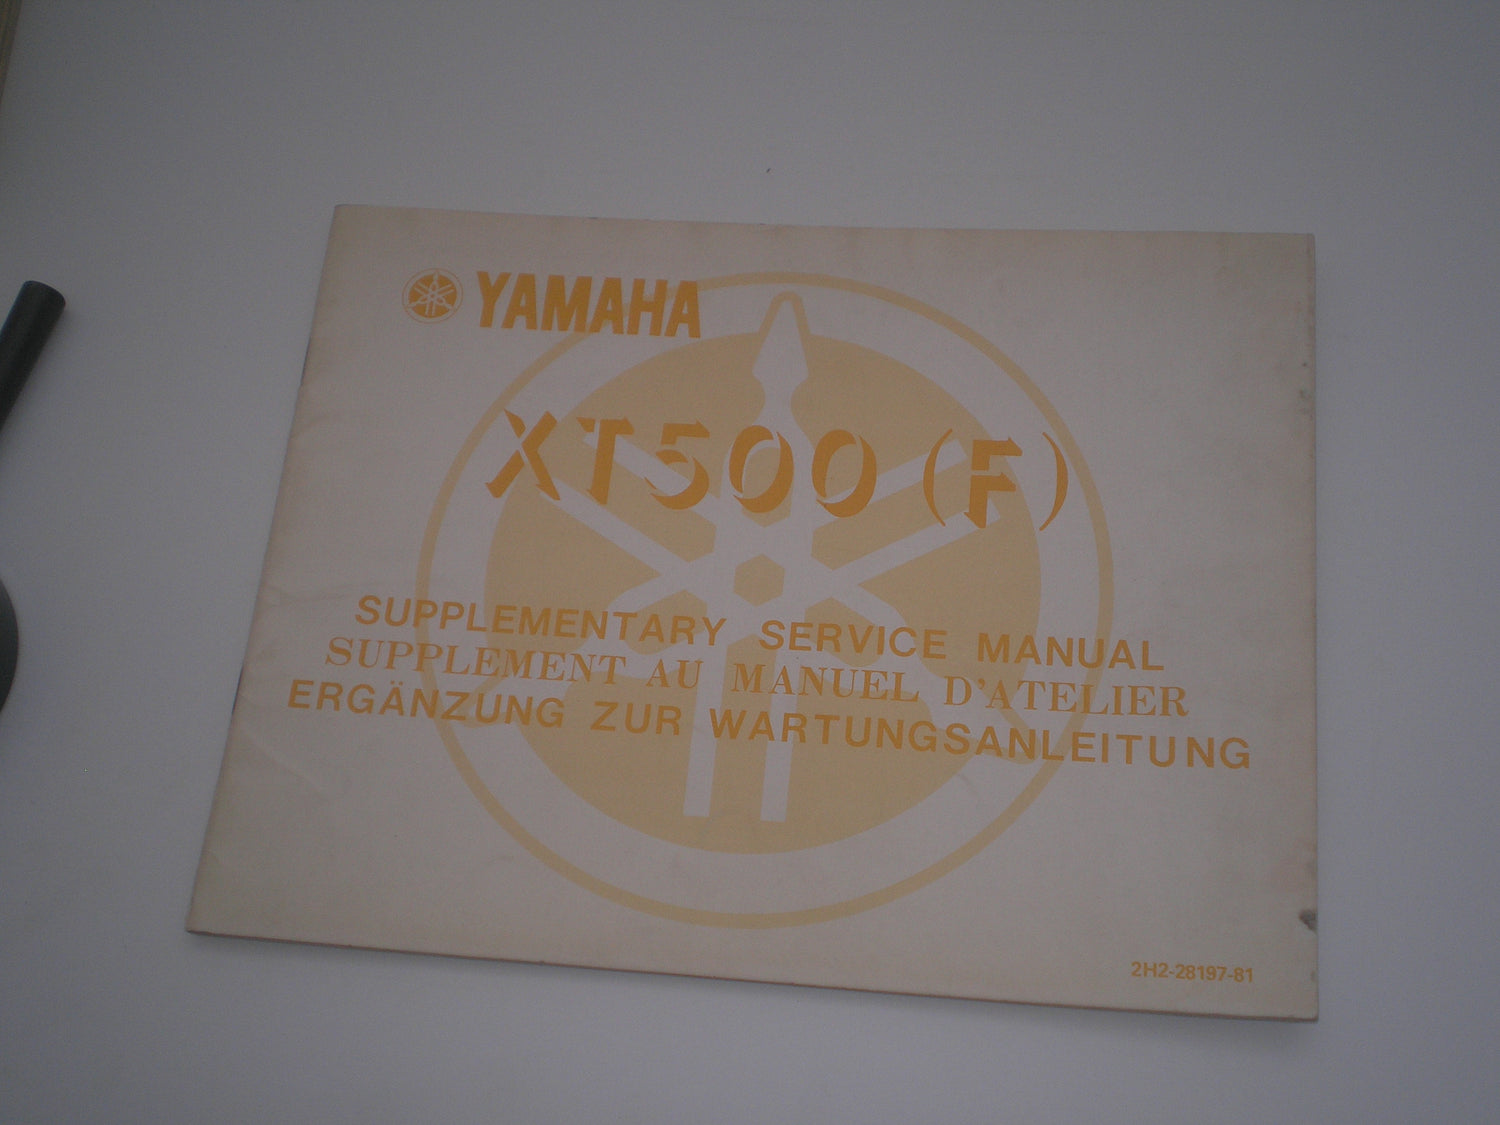 YAMAHA
XT500 (F)
SUPPLEMENTARY SERVICE MANUAL
SUPPLEMENT AU MANUEL D'ATELIER
ERGÄNZUNG ZUR WARTUNGSANLEITUNG
2H2-28197-81